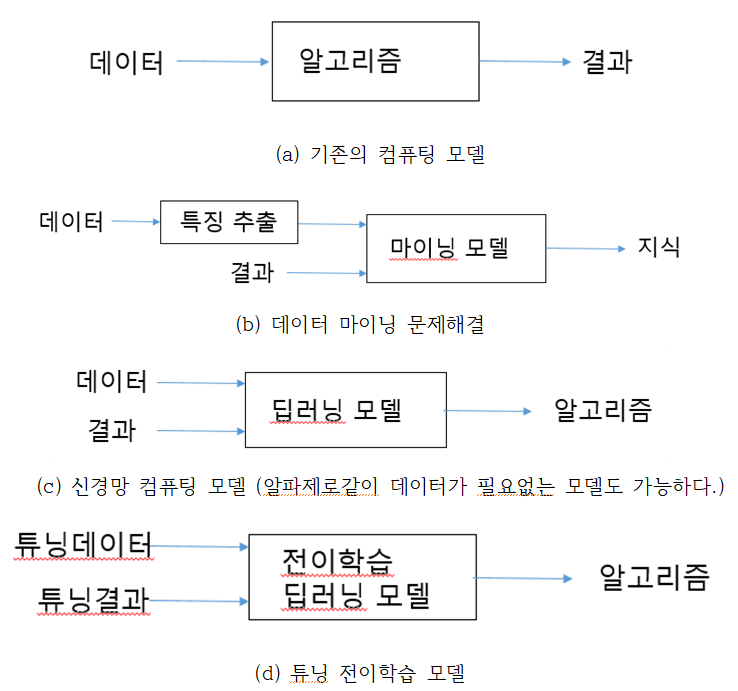 데이터 알고리즘 결과
(a) 기존의 컴퓨팅 모델
데이터 특징 추출
마이닝 모델 지식
결과
(b) 데이터 마이닝 문제해결
데이터
딥러닝 모델 알고리즘
결과
(c) 신경망 컴퓨팅 모델 (알파제로같이 데이터가 필요없는 모델도 가능하다.)
튜닝데이터
전이학습
딥러닝 모델 알고리즘
튜닝결과
(d) 튜닝 전이학습 모델